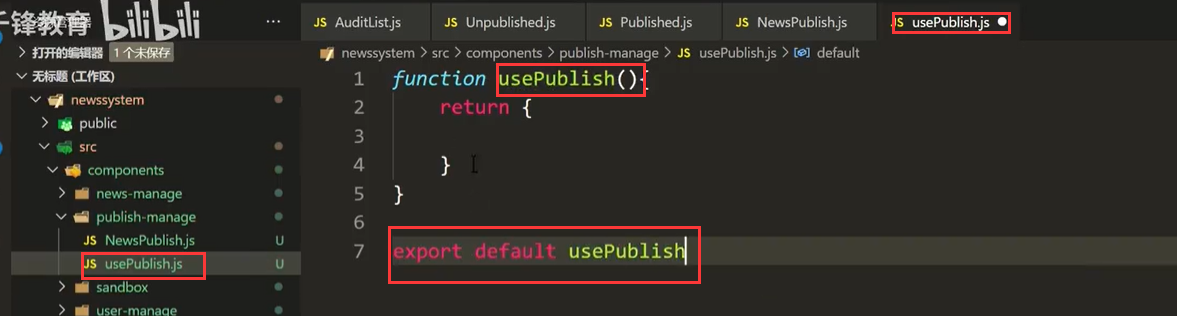 千锋教育 bilibili
打开的编辑器 1 个未保存
无标题 (工作区)
newssystem
public
src
components
news-manage
publish-manage
JS NewsPublish.js U
JS usePublish.js U
sandbox
user-manage
JS AuditList.js JS Unpublished.js JS Published.js JS NewsPublish.js JS usePublish.js
newssystem > src > components > publish-manage > JS usePublish.js > default
1 function usePublish(){
2 return {
3
4 }
5 }
6
7 export default usePublish